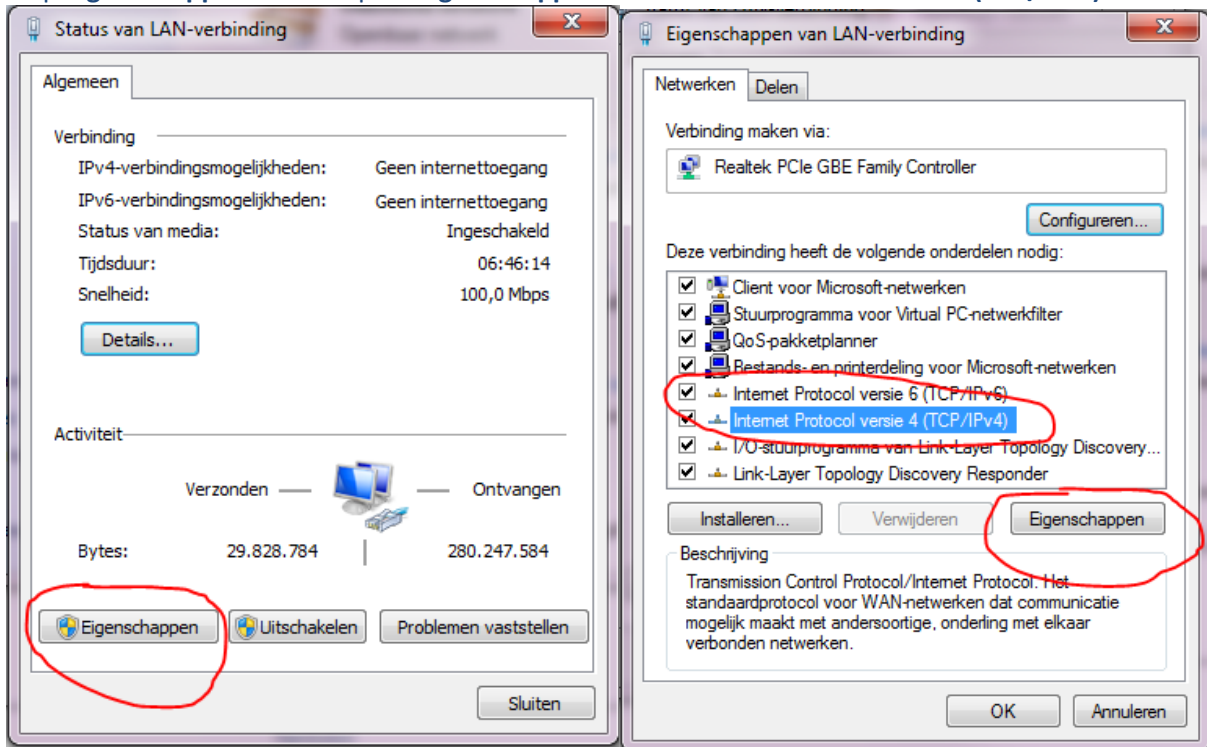 Status van LAN-verbinding
Algemeen
Verbinding
IPv4-verbindingsmogelijkheden: Geen internettoegang
IPv6-verbindingsmogelijkheden: Geen internettoegang
Status van media: Ingeschakeld
Tijdsduur: 06:46:14
Snelheid: 100,0 Mbps
Details...
Activiteit
Verzonden Ontvangen
Bytes: 29.828.784 280.247.584
Eigenschappen Uitschakelen Problemen vaststellen
Sluiten
Eigenschappen van LAN-verbinding
Netwerken Delen
Verbinding maken via:
Realtek PCIe GBE Family Controller
Configureren...
Deze verbinding heeft de volgende onderdelen nodig:
Client voor Microsoft-netwerken
Stuurprogramma voor Virtual PC-netwerkfilter
QoS-pakketplanner
Bestands- en printerdeling voor Microsoft-netwerken
Internet Protocol versie 6 (TCP/IPv6)
Internet Protocol versie 4 (TCP/IPv4)
I/O-stuurprogramma van Link-Layer Topology Discovery...
Link-Layer Topology Discovery Responder
Installeren... Verwijderen Eigenschappen
Beschrijving
Transmission Control Protocol/Internet Protocol. Het
standaardprotocol voor WAN-netwerken dat communicatie
mogelijk maakt met andersoortige, onderling met elkaar
verbonden netwerken.
OK Annuleren